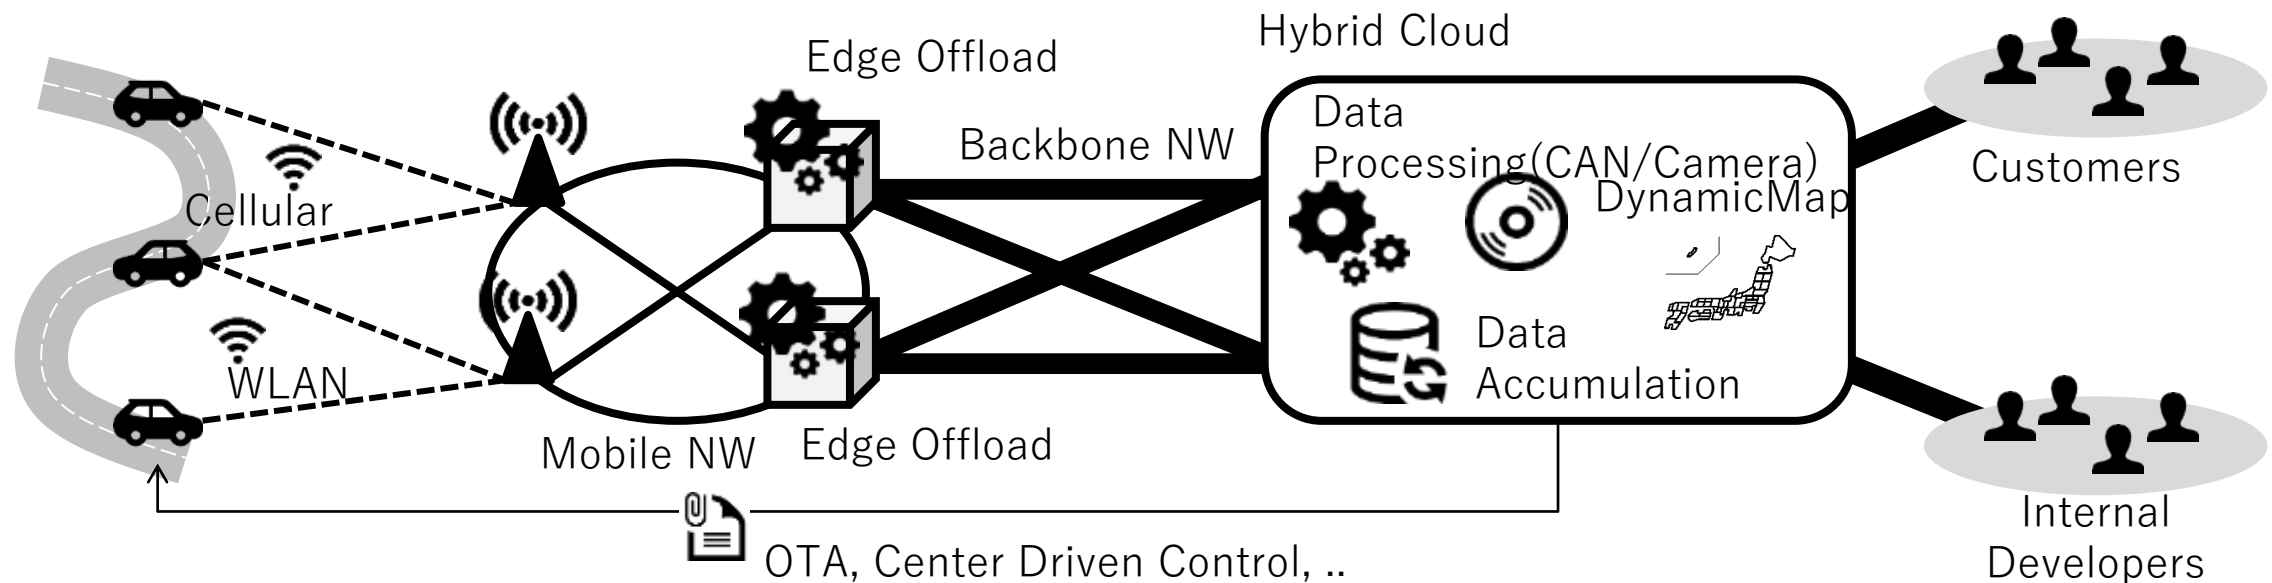 Hybrid Cloud
Edge Offload
Data
Processing(CAN/Camera)
Backbone NW
Customers
DynamicMap
Cellular
Data
Accumulation
WLAN
Mobile NW
Edge Offload
Internal
Developers
OTA, Center Driven Control, ..